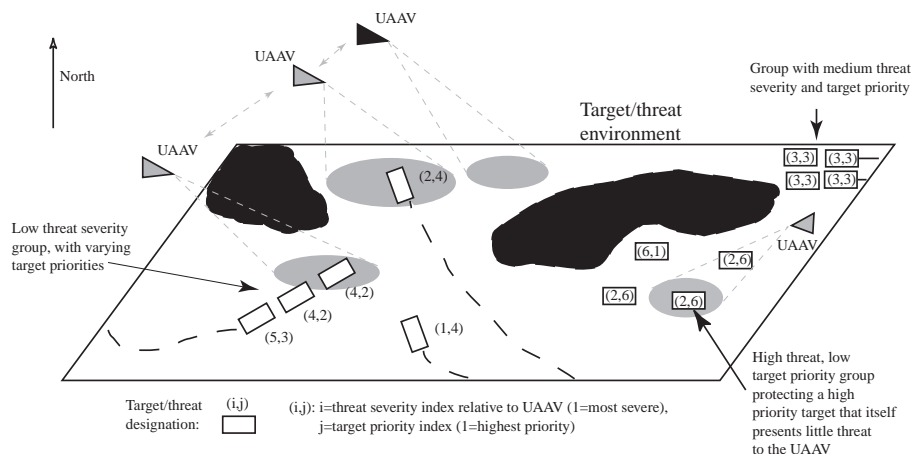 UAAV
UAAV
North
Group with medium threat
severity and target priority
Target/threat
environment
UAAV
(3,3)
(3,3)
(2,4)
(3,3)
(3,3)
Low threat severity
group, with varying
target priorities
UAAV
(6,1)
(2,6)
(4,2)
(2,6)
(2,6)
(4,2)
(5,3)
(1,4)
High threat, low
target priority group
protecting a high
priority target that itself
presents little threat
to the UAAV
Target/threat
designation:
(i,j)
(i,j): i=threat severity index relative to UAAV (1=most severe),
j=target priority index (1=highest priority)